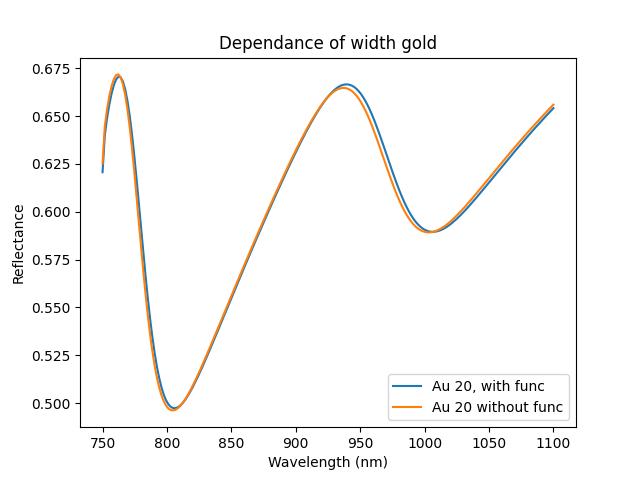 Dependance of width gold
0.675
0.650
0.625
0.600
0.575
0.550
0.525
0.500
Reflectance
Au 20, with func
Au 20 without func
750 800 850 900 950 1000 1050 1100
Wavelength (nm)